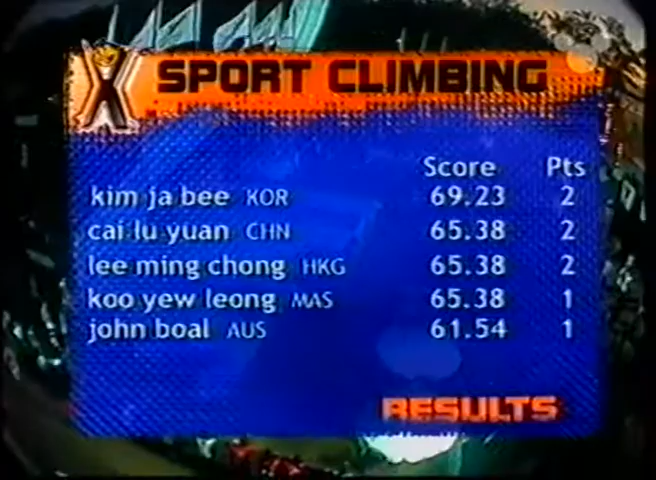 X SPORT CLIMBING
Score Pts
kim ja bee KOR 69.23 2
cai lu yuan CHN 65.38 2
lee ming chong HKG 65.38 2
koo yew leong MAS 65.38 1
john boal AUS 61.54 1
RESULTS